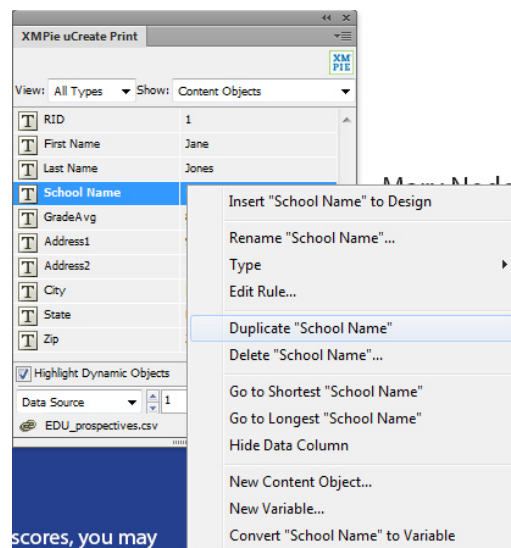 XMPie uCreate Print
XM
PIE
View: All Types Show: Content Objects
T RID 1
T First Name Jane
T Last Name Jones
T School Name
T GradeAvg
T Address1
T Address2
T City
T State
T Zip
Highlight Dynamic Objects
Data Source 1
EDU_prospectives.csv
Insert "School Name" to Design
Rename "School Name"...
Type
Edit Rule...
Duplicate "School Name"
Delete "School Name"...
Go to Shortest "School Name"
Go to Longest "School Name"
Hide Data Column
New Content Object...
New Variable...
Convert "School Name" to Variable
scores, you may